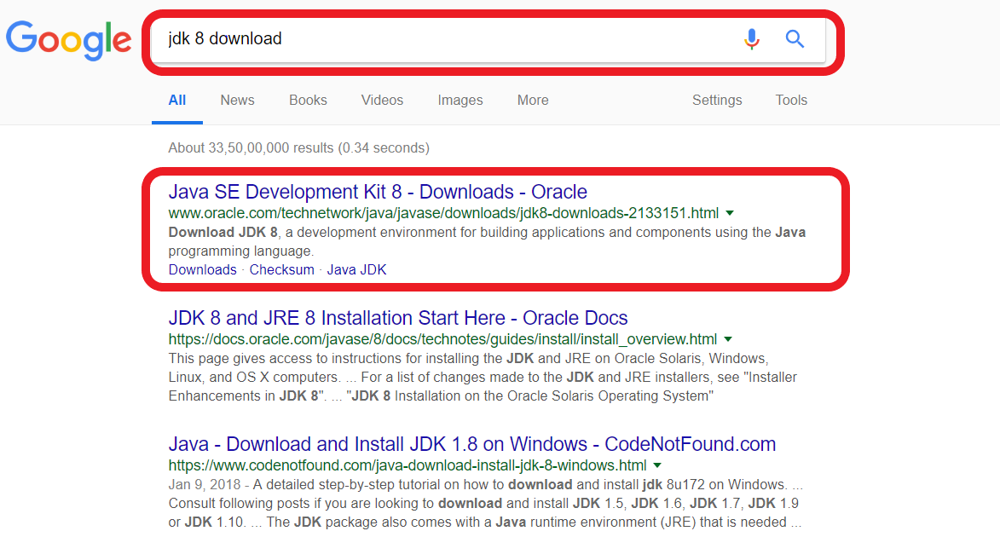 Google
jdk 8 download
All News Books Videos Images More Settings Tools
About 33,50,00,000 results (0.34 seconds)
Java SE Development Kit 8 - Downloads - Oracle
www.oracle.com/technetwork/java/javase/downloads/jdk8-downloads-2133151.html
Download JDK 8, a development environment for building applications and components using the Java
programming language.
Downloads · Checksum · Java JDK
JDK 8 and JRE 8 Installation Start Here - Oracle Docs
https://docs.oracle.com/javase/8/docs/technotes/guides/install/install_overview.html
This page gives access to instructions for installing the JDK and JRE on Oracle Solaris, Windows,
Linux, and OS X computers. ... For a list of changes made to the JDK and JRE installers, see "Installer
Enhancements in JDK 8". ... "JDK 8 Installation on the Oracle Solaris Operating System"
Java - Download and Install JDK 1.8 on Windows - CodeNotFound.com
https://www.codenotfound.com/java-download-install-jdk-8-windows.html
Jan 9, 2018 - A detailed step-by-step tutorial on how to download and install jdk 8u172 on Windows. ...
Consult following posts if you are looking to download and install JDK 1.5, JDK 1.6, JDK 1.7, JDK 1.9
or JDK 1.10. ... The JDK package also comes with a Java runtime environment (JRE) that is needed ...